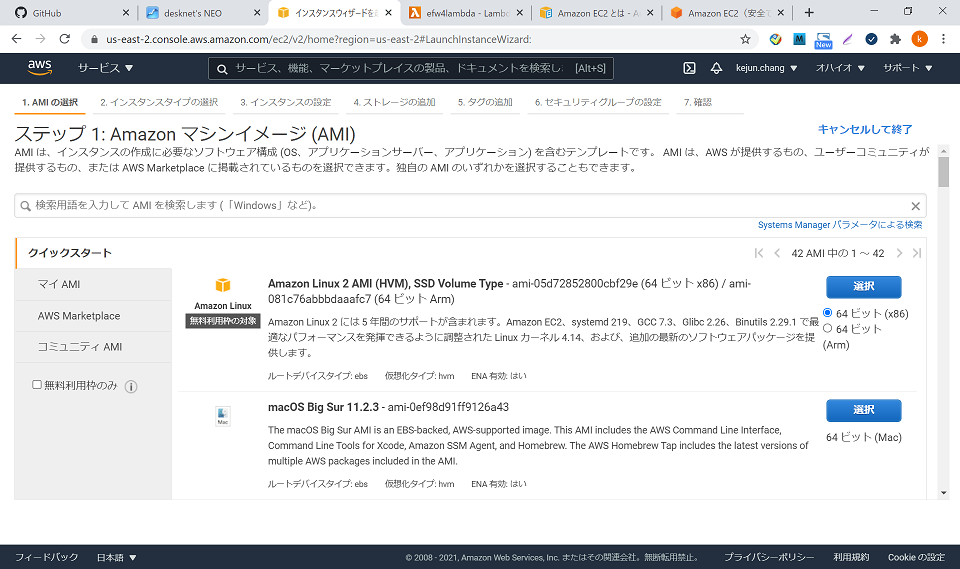 GitHub
desknet's NEO
インスタンスウィザードを起
efw4lambda - Lambd
Amazon EC2 とは - A
Amazon EC2（安全で
us-east-2.console.aws.amazon.com/ec2/v2/home?region=us-east-2#LaunchInstanceWizard:
New
k
aws
サービス
サービス、機能、マーケットプレイスの製品、ドキュメントを検索し
[Alt+S]
kejun.chang
オハイオ
サポート
1. AMI の選択
2. インスタンスタイプの選択
3. インスタンスの設定
4. ストレージの追加
5. タグの追加
6. セキュリティグループの設定
7. 確認
ステップ 1: Amazon マシンイメージ (AMI)
キャンセルして終了
AMI は、インスタンスの作成に必要なソフトウェア構成 (OS、アプリケーションサーバー、アプリケーション) を含むテンプレートです。 AMI は、AWS が提供するもの、ユーザーコミュニティが
提供するもの、または AWS Marketplace に掲載されているものを選択できます。独自の AMI のいずれかを選択することもできます。
検索用語を入力して AMI を検索します (「Windows」など)。
Systems Manager パラメータによる検索
クイックスタート
42 AMI 中の 1 ～ 42
マイ AMI
AWS Marketplace
コミュニティ AMI
無料利用枠のみ
Amazon Linux
無料利用枠の対象
Amazon Linux 2 AMI (HVM), SSD Volume Type - ami-05d72852800cbf29e (64 ビット x86) / ami-
081c76abbbdaaafc7 (64 ビット Arm)
Amazon Linux 2 には 5 年間のサポートが含まれます。Amazon EC2、systemd 219、GCC 7.3、Glibc 2.26、Binutils 2.29.1 で最
適なパフォーマンスを発揮できるように調整された Linux カーネル 4.14、および、追加の最新のソフトウェアパッケージを提
供します。
ルートデバイスタイプ: ebs
仮想化タイプ: hvm
ENA 有効: はい
選択
64 ビット (x86)
64 ビット
(Arm)
Mac
macOS Big Sur 11.2.3 - ami-0ef98d91ff9126a43
The macOS Big Sur AMI is an EBS-backed, AWS-supported image. This AMI includes the AWS Command Line Interface,
Command Line Tools for Xcode, Amazon SSM Agent, and Homebrew. The AWS Homebrew Tap includes the latest versions of
multiple AWS packages included in the AMI.
ルートデバイスタイプ: ebs
仮想化タイプ: hvm
ENA 有効: はい
選択
64 ビット (Mac)
フィードバック
日本語
© 2008 - 2021, Amazon Web Services, Inc. またはその関連会社。無断転用禁止。
プライバシーポリシー
利用規約
Cookie の設定